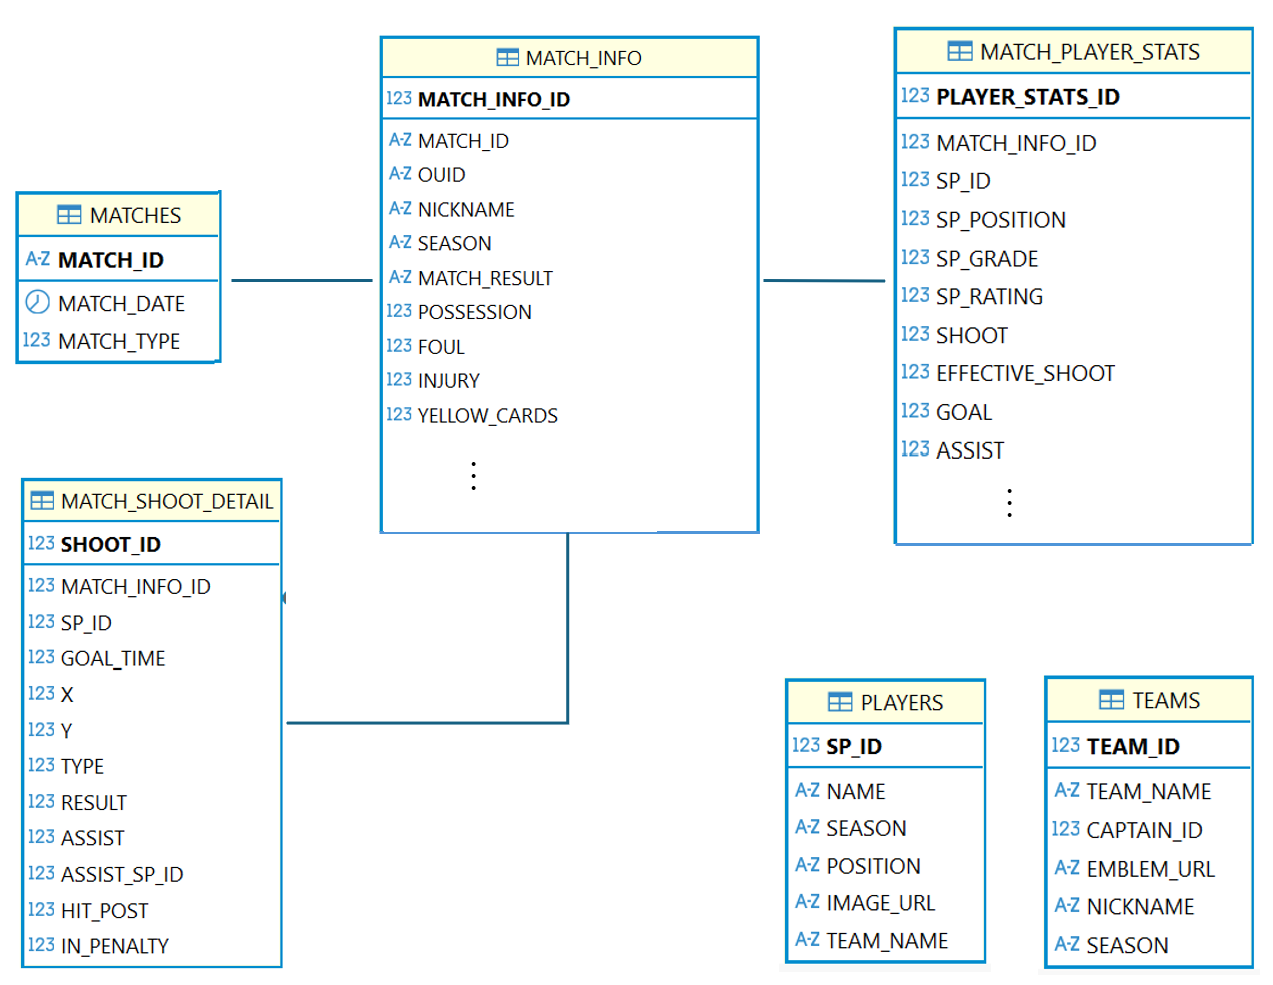 MATCHES
A-Z MATCH_ID
MATCH_DATE
123 MATCH_TYPE
MATCH_INFO
123 MATCH_INFO_ID
A-Z MATCH_ID
A-Z OUID
A-Z NICKNAME
A-Z SEASON
A-Z MATCH_RESULT
123 POSSESSION
123 FOUL
123 INJURY
123 YELLOW_CARDS
MATCH_PLAYER_STATS
123 PLAYER_STATS_ID
123 MATCH_INFO_ID
123 SP_ID
123 SP_POSITION
123 SP_GRADE
123 SP_RATING
123 SHOOT
123 EFFECTIVE_SHOOT
123 GOAL
123 ASSIST
MATCH_SHOOT_DETAIL
123 SHOOT_ID
123 MATCH_INFO_ID
123 SP_ID
123 GOAL_TIME
123 X
123 Y
123 TYPE
123 RESULT
123 ASSIST
123 ASSIST_SP_ID
123 HIT_POST
123 IN_PENALTY
PLAYERS
123 SP_ID
A-Z NAME
A-Z SEASON
A-Z POSITION
A-Z IMAGE_URL
A-Z TEAM_NAME
TEAMS
123 TEAM_ID
A-Z TEAM_NAME
123 CAPTAIN_ID
A-Z EMBLEM_URL
A-Z NICKNAME
A-Z SEASON